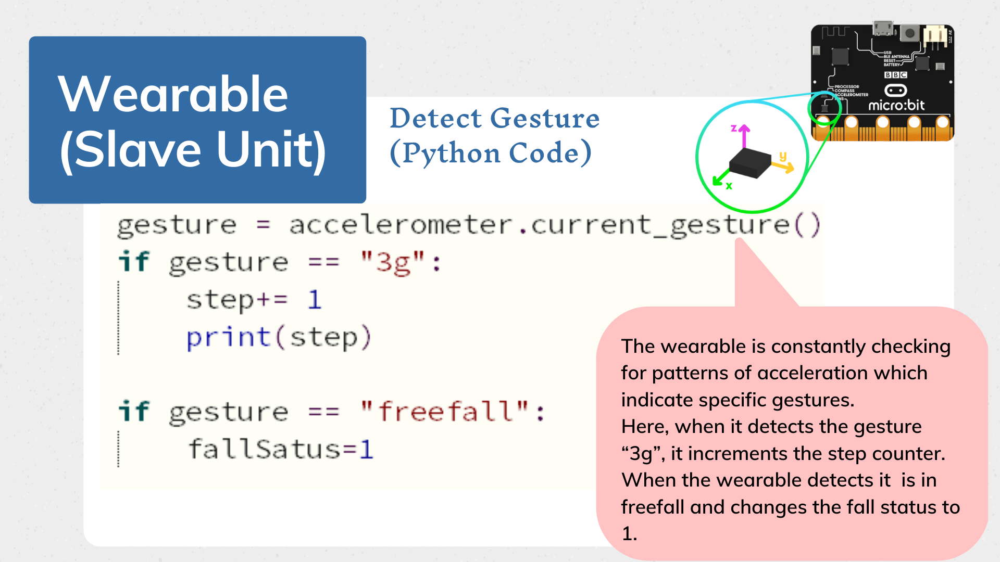 Wearable
(Slave Unit)
Detect Gesture
(Python Code)
USB
BLE ANTENNA
RESET
BATTERY
BBC
PROCESSOR
COMPASS
ACCELEROMETER
micro:bit
3V
z
y
x
gesture = accelerometer.current_gesture()
if gesture == "3g":
step+= 1
print(step)
if gesture == "freefall":
fallSatus=1
The wearable is constantly checking
for patterns of acceleration which
indicate specific gestures.
Here, when it detects the gesture
“3g”, it increments the step counter.
When the wearable detects it  is in
freefall and changes the fall status to
1.